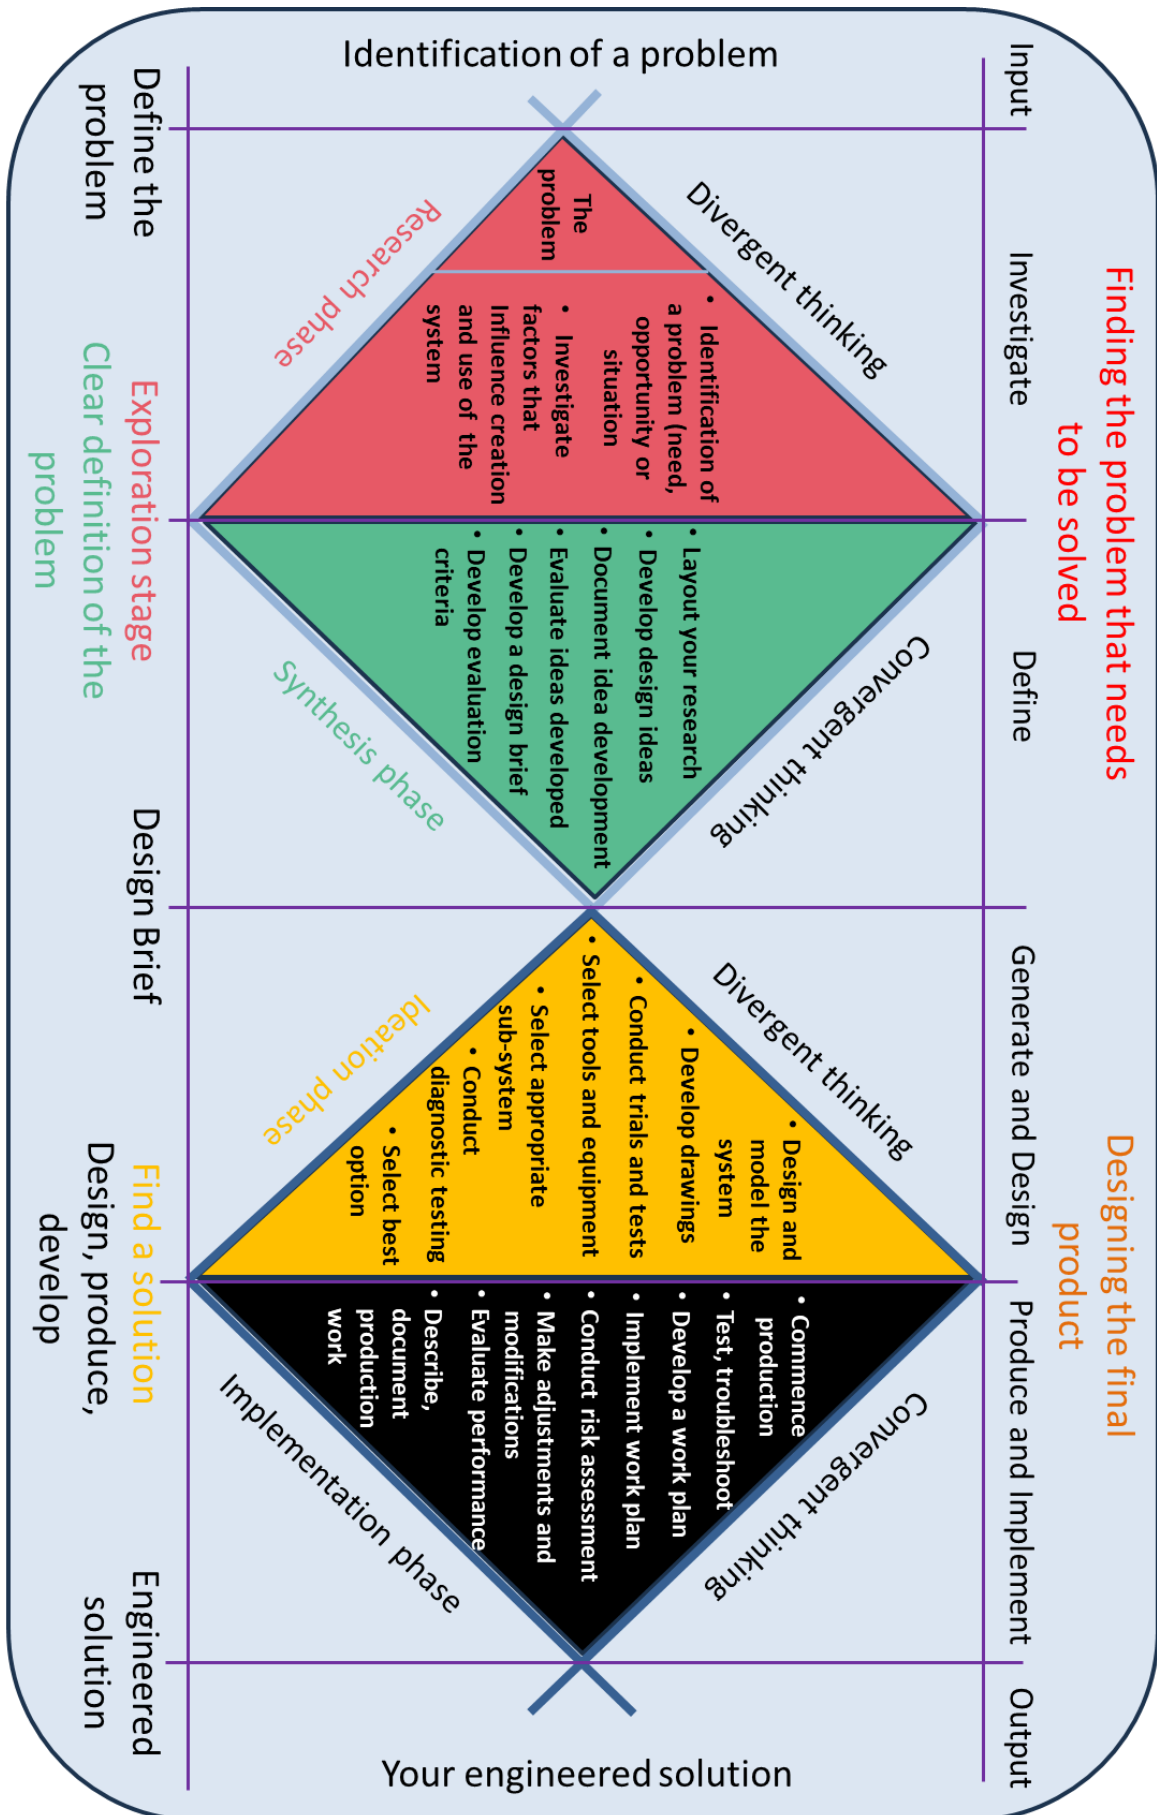 Identification of a problem
Input
Investigate
Define
Generate and Design
Produce and Implement
Output
Finding the problem that needs
to be solved
Designing the final
product
Divergent thinking
Convergent thinking
Divergent thinking
Convergent thinking
The
problem
• Identification of
a problem (need,
opportunity or
situation
• Investigate
factors that
Influence creation
and use of the
system
• Layout your research
• Develop design ideas
• Document idea development
• Evaluate ideas developed
• Develop a design brief
• Develop evaluation
criteria
• Design and
model the
system
• Develop drawings
• Conduct trials and tests
• Select tools and equipment
• Select appropriate
sub-system
• Conduct
diagnostic testing
• Select best
option
• Commence
production
• Test, troubleshoot
• Develop a work plan
• Implement work plan
• Conduct risk assessment
• Make adjustments and
modifications
• Evaluate performance
• Describe,
document
production
work
Research phase
Synthesis phase
Ideation phase
Implementation phase
Define the
problem
Exploration stage
Clear definition of the
problem
Design Brief
Find a solution
Design, produce,
develop
Engineered
solution
Your engineered solution